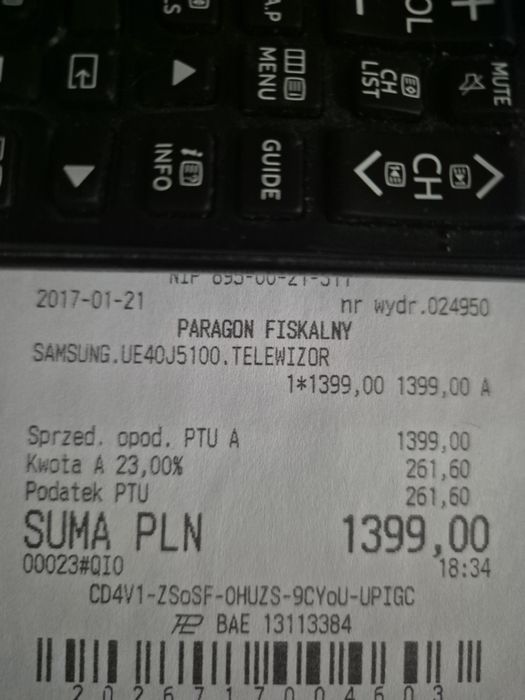 MUTE
OL
CH LIST
MENU
CH
GUIDE
INFO
2017-01-21 nr wydr.024950
PARAGON FISKALNY
SAMSUNG.UE40J5100.TELEWIZOR
1*1399,00 1399,00 A
Sprzed. opod. PTU A 1399,00
Kwota A 23,00% 261,60
Podatek PTU 261,60
SUMA PLN 1399,00
00023#QIO 18:34
CD4V1-ZSoSF-OHUZS-9CYoU-UPIGC
BAE 13113384